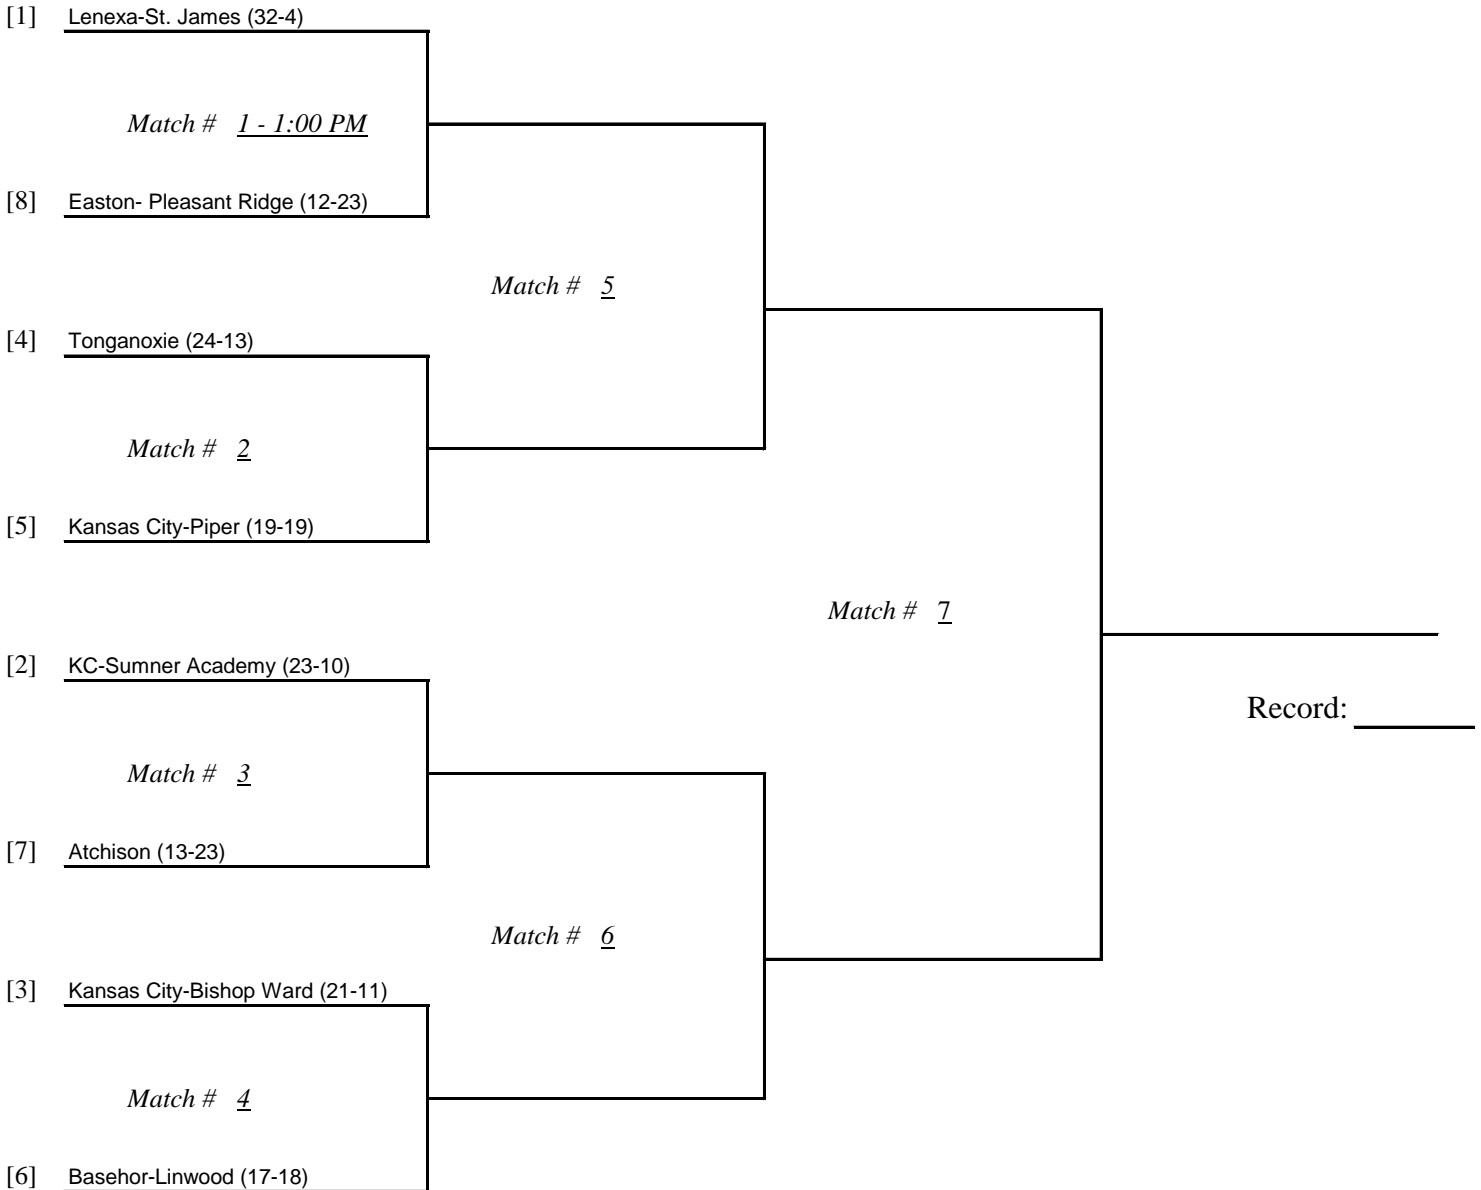 [1] Lenexa-St. James (32-4)
Match # 1 - 1:00 PM
[8] Easton- Pleasant Ridge (12-23)
Match # 5
[4] Tonganoxie (24-13)
Match # 2
[5] Kansas City-Piper (19-19)
Match # 7
[2] KC-Sumner Academy (23-10)
Record:
Match # 3
[7] Atchison (13-23)
Match # 6
[3] Kansas City-Bishop Ward (21-11)
Match # 4
[6] Basehor-Linwood (17-18)